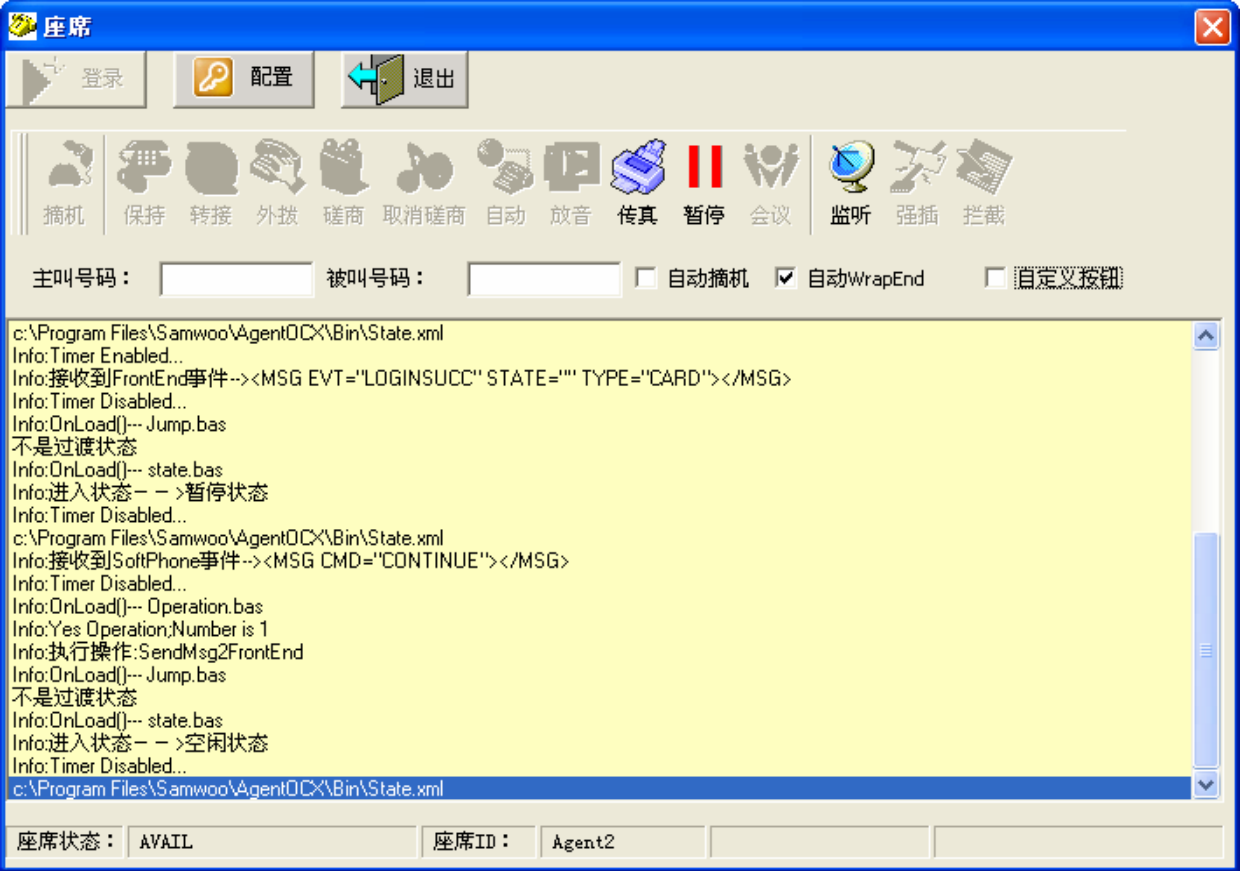 座席
登录 配置 退出
摘机 保持 转接 外拨 磋商 取消磋商 自动 放音 传真 暂停 会议 监听 强插 拦截
主叫号码： 被叫号码： 自动摘机 自动WrapEnd 自定义按钮
c:\Program Files\Samwoo\AgentOCX\Bin\State.xml
Info:Timer Enabled...
Info:接收到FrontEnd事件--><MSG EVT="LOGINSUCC" STATE="" TYPE="CARD"></MSG>
Info:Timer Disabled...
Info:OnLoad()--- Jump.bas
不是过渡状态
Info:OnLoad()--- state.bas
Info:进入状态－－>暂停状态
Info:Timer Disabled...
c:\Program Files\Samwoo\AgentOCX\Bin\State.xml
Info:接收到SoftPhone事件--><MSG CMD="CONTINUE"></MSG>
Info:Timer Disabled...
Info:OnLoad()--- Operation.bas
Info:Yes Operation;Number is 1
Info:执行操作:SendMsg2FrontEnd
Info:OnLoad()--- Jump.bas
不是过渡状态
Info:OnLoad()--- state.bas
Info:进入状态－－>空闲状态
Info:Timer Disabled...
c:\Program Files\Samwoo\AgentOCX\Bin\State.xml
座席状态： AVAIL 座席ID： Agent2